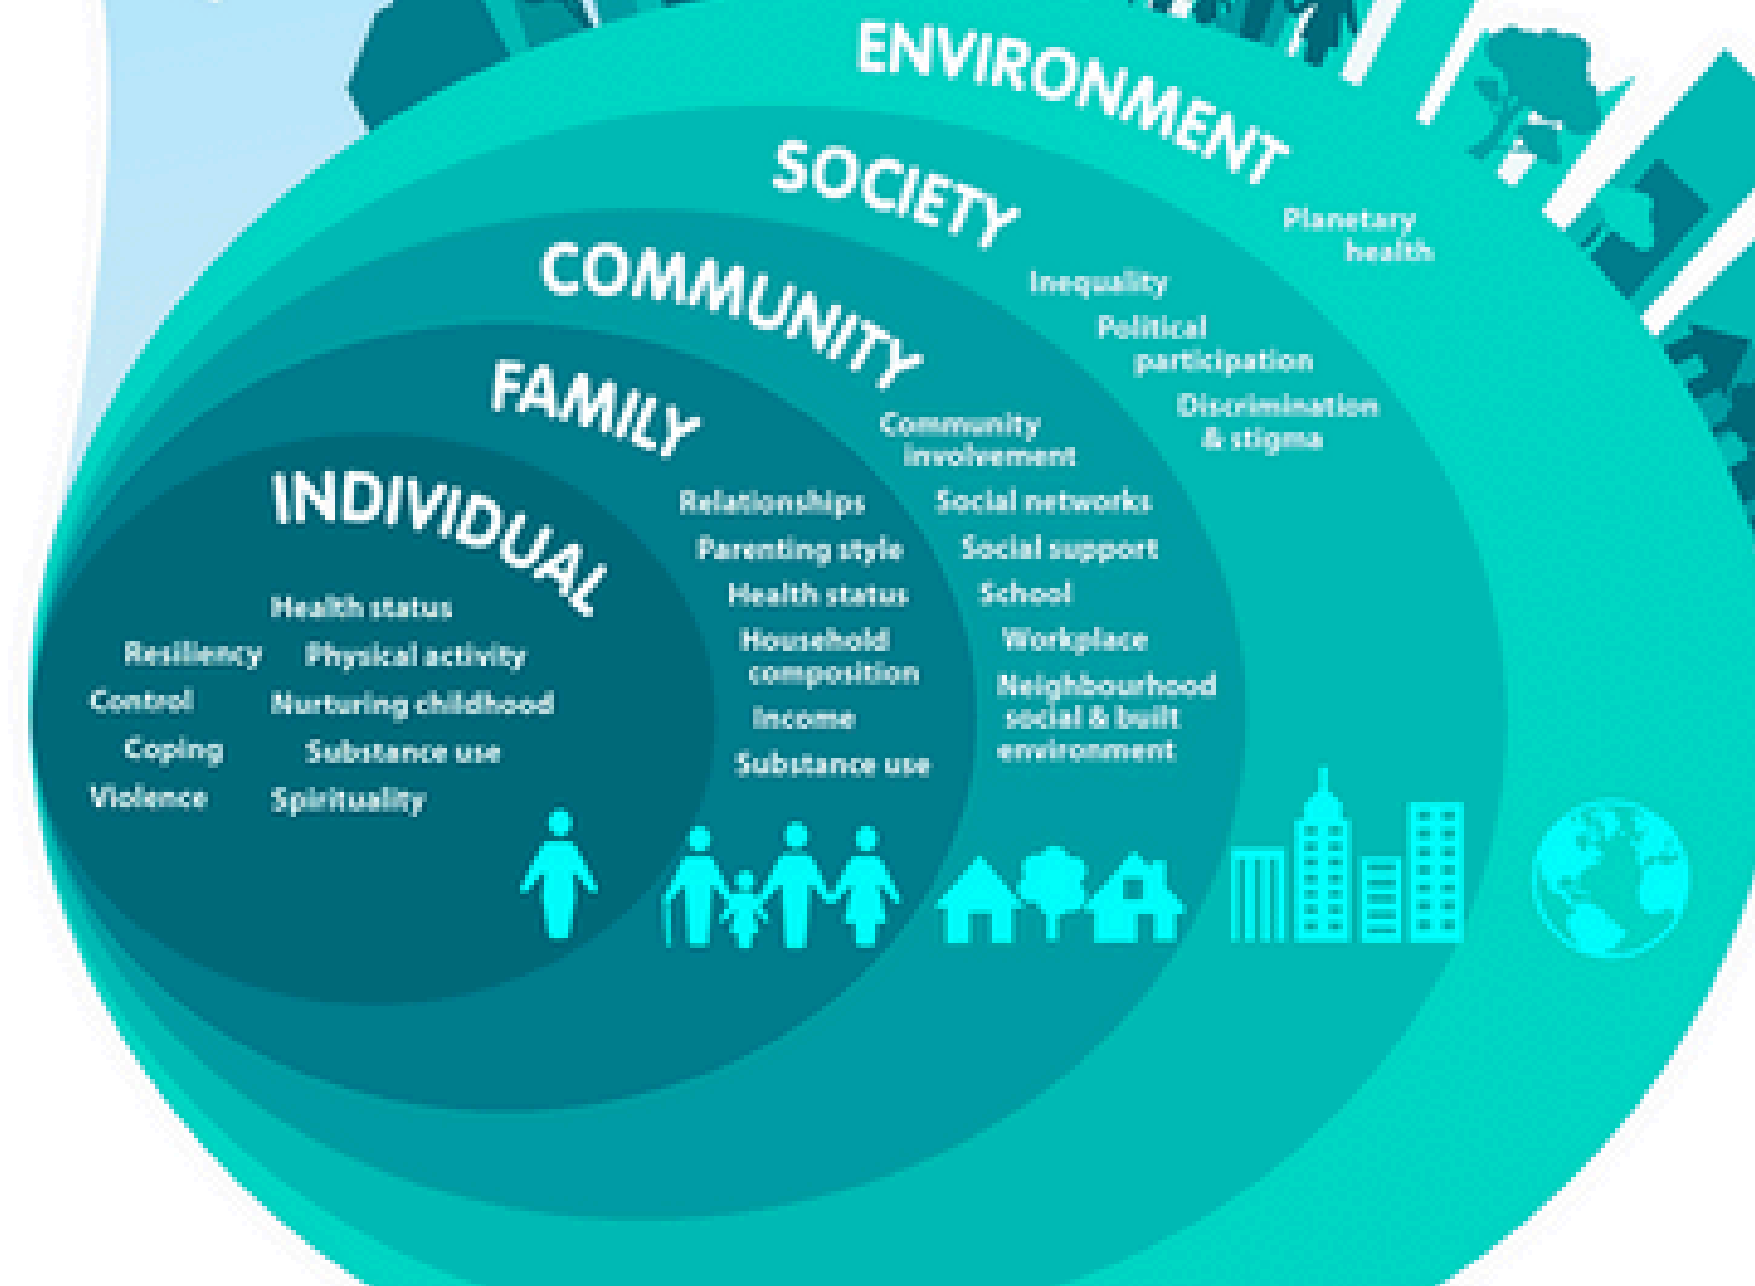 ENVIRONMENT
Planetary
health
SOCIETY
Inequality
Political
participation
Discrimination
& stigma
COMMUNITY
Community
involvement
Social networks
Social support
School
Workplace
Neighbourhood
social & built
environment
FAMILY
Relationships
Parenting style
Health status
Household
composition
Income
Substance use
INDIVIDUAL
Health status
Resiliency Physical activity
Control Nurturing childhood
Coping Substance use
Violence Spirituality